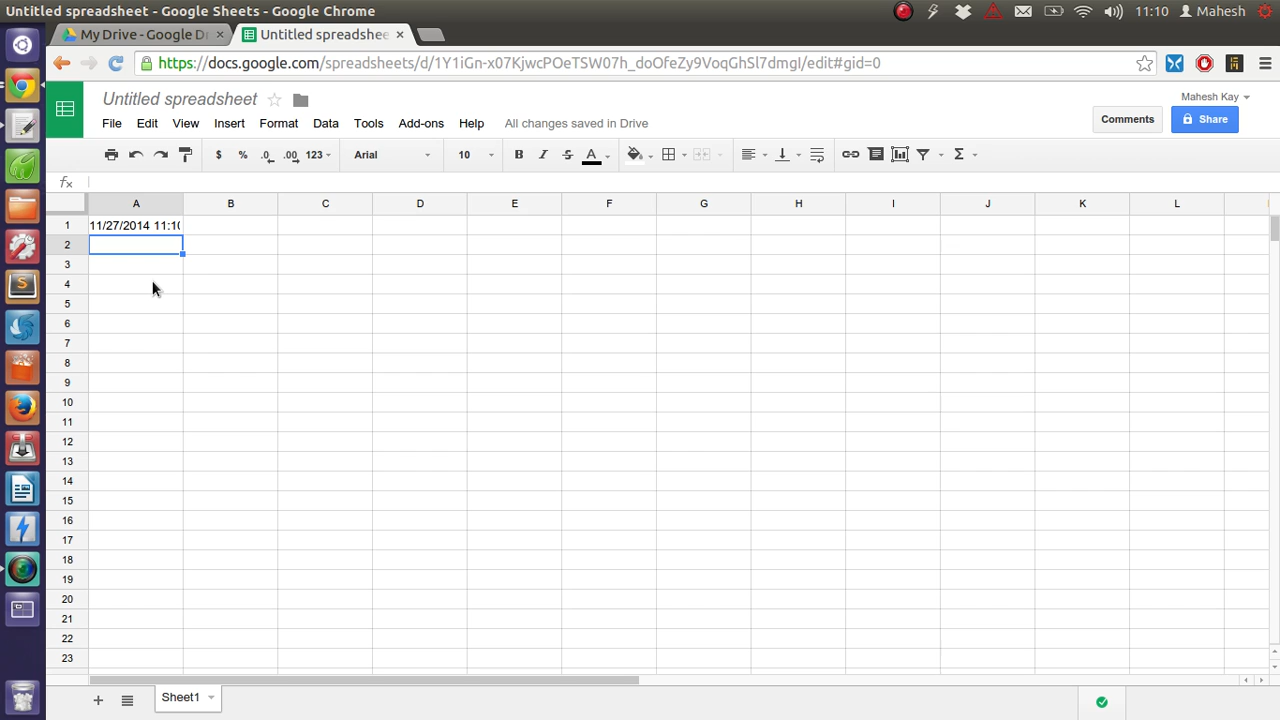 Untitled spreadsheet - Google Sheets - Google Chrome
11:10 Mahesh
My Drive - Google Dr × Untitled spreadshee ×
https://docs.google.com/spreadsheets/d/1Y1iGn-x07KjwcPOeTSW07h_doOfeZy9VoqGhSl7dmgI/edit#gid=0
Untitled spreadsheet
Mahesh Kay
File Edit View Insert Format Data Tools Add-ons Help All changes saved in Drive
Comments Share
$ % .0 .00 123 Arial 10 B I S A Σ
fx
A B C D E F G H I J K L
1 11/27/2014 11:10
2
3
4
5
6
7
8
9
10
11
12
13
14
15
16
17
18
19
20
21
22
23
+ Sheet1